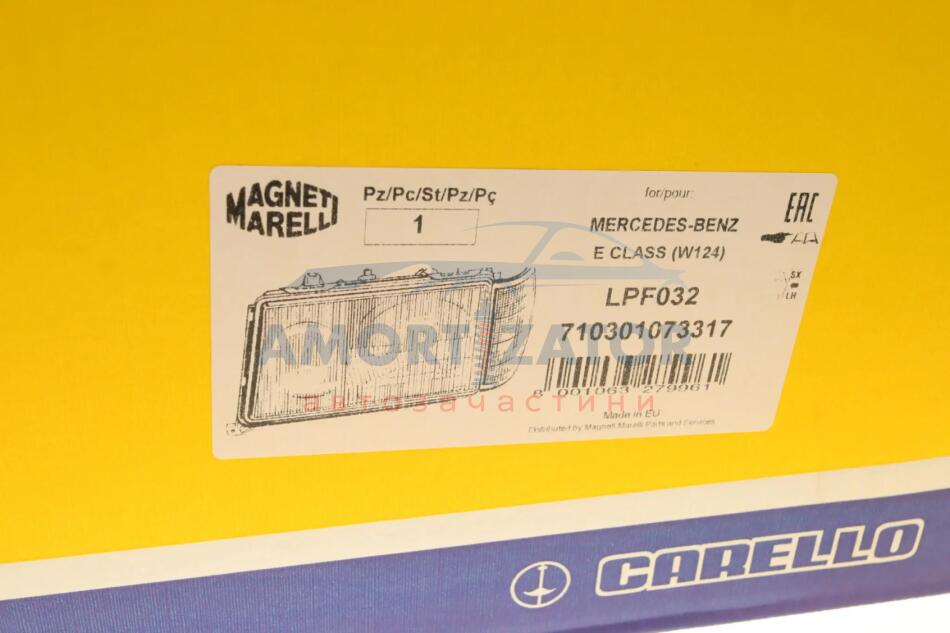 MAGNETI
MARELLI
Pz/Pc/St/Pz/Pç
1
for/pour:
MERCEDES-BENZ
E CLASS (W124)
EAC
SX
LH
LPF032
710301073317
8 001063 279961
Made in EU
Distributed by Magneti Marelli Parts and Services
AMORTIZATOR
автозачастини
CARELLO